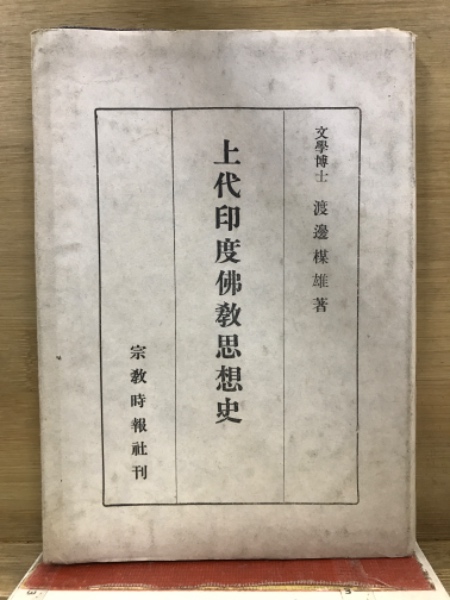 文學博士 渡邊楳雄著
上代印度佛教思想史
宗教時報社刊